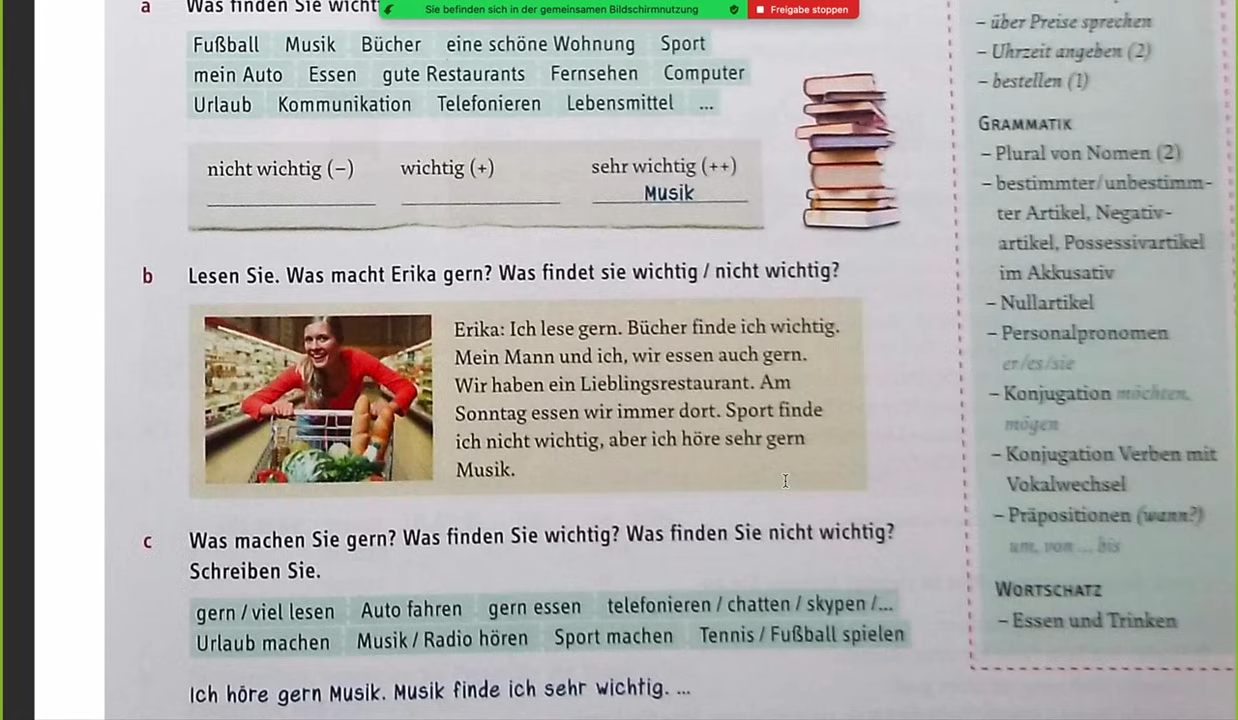 a Was finden Sie
Sie befinden sich in der gemeinsamen Bildschirmnutzung
Freigabe stoppen
Fußball Musik Bücher eine schöne Wohnung Sport
mein Auto Essen gute Restaurants Fernsehen Computer
Urlaub Kommunikation Telefonieren Lebensmittel ...
nicht wichtig (–) wichtig (+) sehr wichtig (++)
Musik
b Lesen Sie. Was macht Erika gern? Was findet sie wichtig / nicht wichtig?
Erika: Ich lese gern. Bücher finde ich wichtig.
Mein Mann und ich, wir essen auch gern.
Wir haben ein Lieblingsrestaurant. Am
Sonntag essen wir immer dort. Sport finde
ich nicht wichtig, aber ich höre sehr gern
Musik.
c Was machen Sie gern? Was finden Sie wichtig? Was finden Sie nicht wichtig?
Schreiben Sie.
gern / viel lesen Auto fahren gern essen telefonieren / chatten / skypen /...
Urlaub machen Musik / Radio hören Sport machen Tennis / Fußball spielen
Ich höre gern Musik. Musik finde ich sehr wichtig. ...
– über Preise sprechen
– Uhrzeit angeben (2)
– bestellen (1)
GRAMMATIK
– Plural von Nomen (2)
– bestimmter/unbestimm-
ter Artikel, Negativ-
artikel, Possessivartikel
im Akkusativ
– Nullartikel
– Personalpronomen
er/es/sie
– Konjugation möchten,
mögen
– Konjugation Verben mit
Vokalwechsel
– Präpositionen (wann?)
um, von ... bis
WORTSCHATZ
– Essen und Trinken